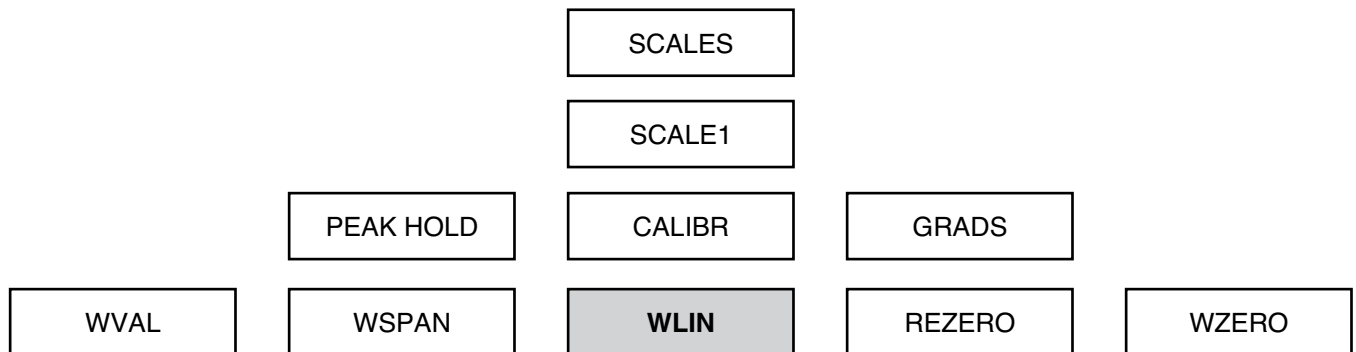 SCALES
SCALE1
PEAK HOLD CALIBR GRADS
WVAL WSPAN WLIN REZERO WZERO